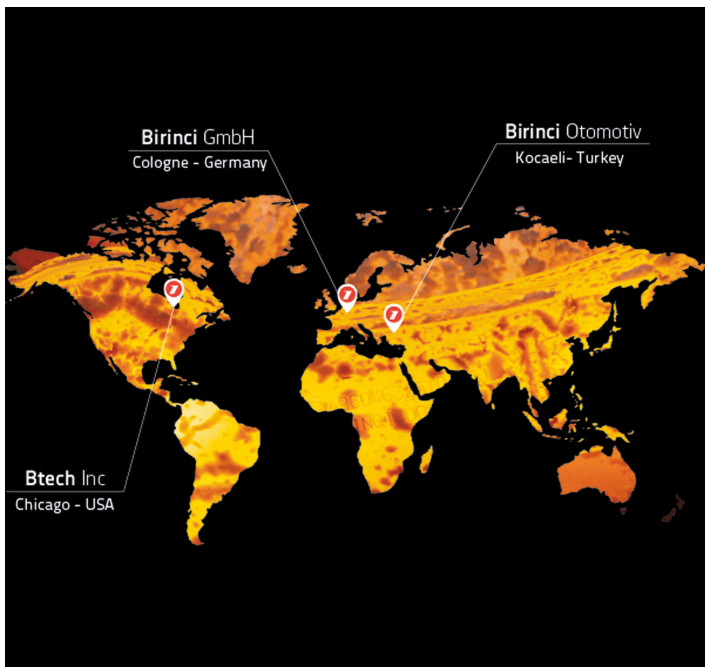 Birinci GmbH
Cologne - Germany
Birinci Otomotiv
Kocaeli- Turkey
Btech Inc
Chicago - USA